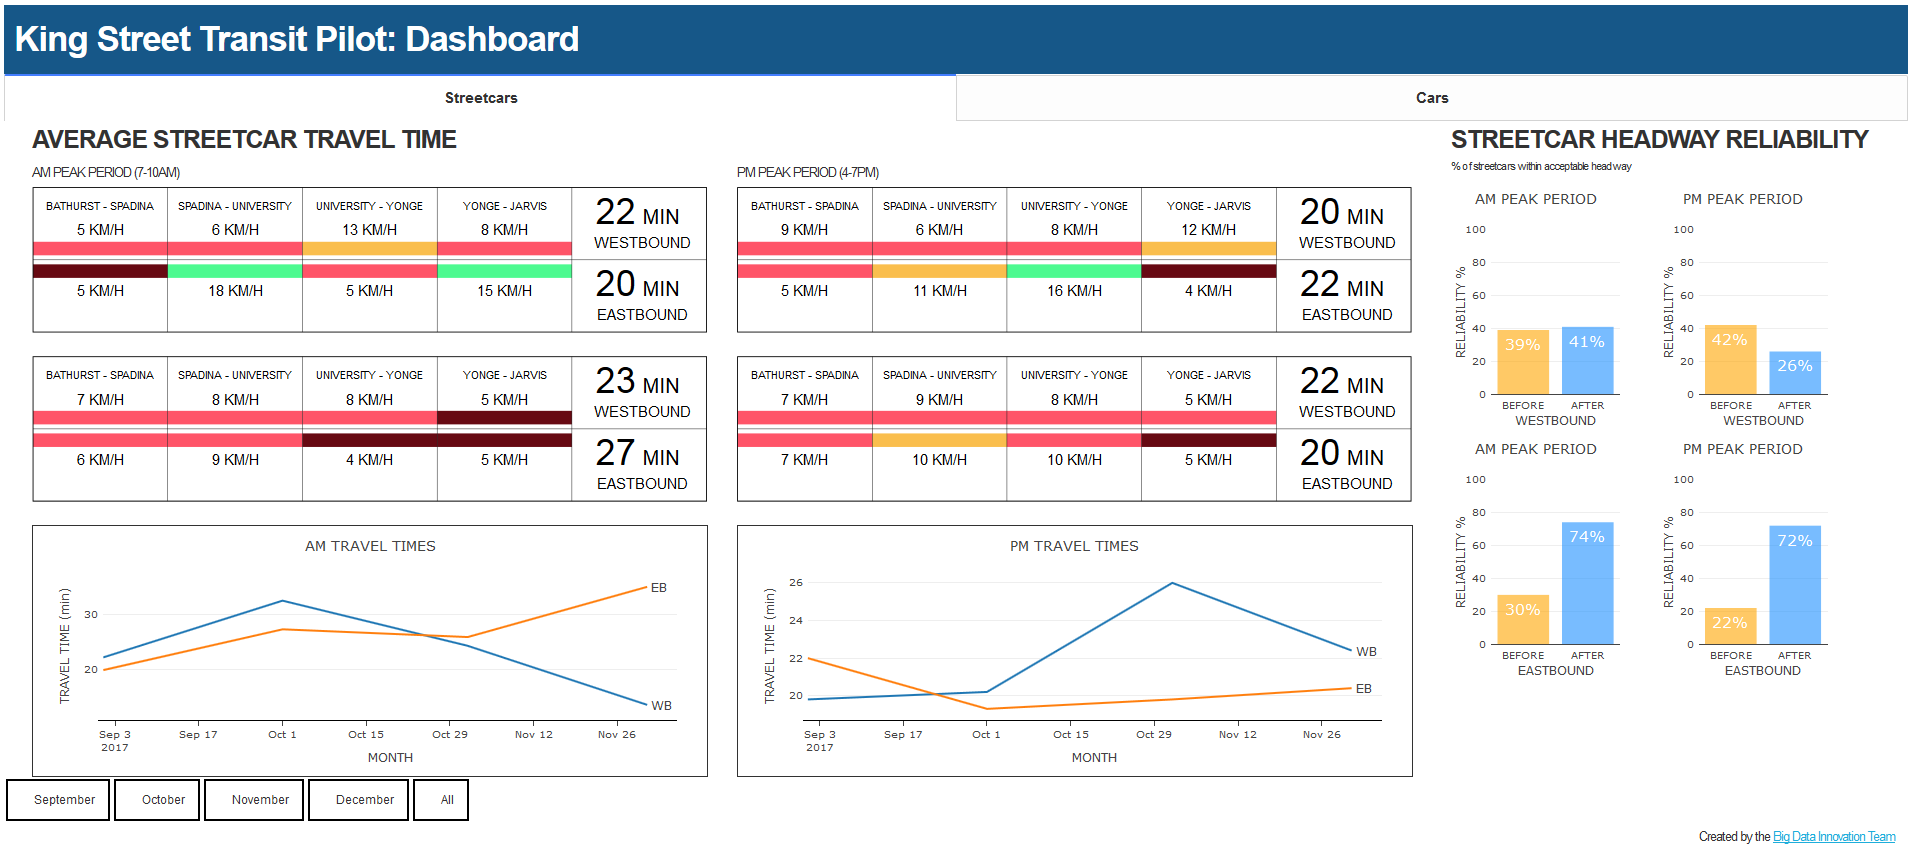 King Street Transit Pilot: Dashboard
Streetcars
Cars
AVERAGE STREETCAR TRAVEL TIME
AM PEAK PERIOD (7-10AM)
BATHURST - SPADINA SPADINA - UNIVERSITY UNIVERSITY - YONGE YONGE - JARVIS
5 KM/H 6 KM/H 13 KM/H 8 KM/H
22 MIN
WESTBOUND
5 KM/H 18 KM/H 5 KM/H 15 KM/H
20 MIN
EASTBOUND
BATHURST - SPADINA SPADINA - UNIVERSITY UNIVERSITY - YONGE YONGE - JARVIS
7 KM/H 8 KM/H 8 KM/H 5 KM/H
23 MIN
WESTBOUND
6 KM/H 9 KM/H 4 KM/H 5 KM/H
27 MIN
EASTBOUND
PM PEAK PERIOD (4-7PM)
BATHURST - SPADINA SPADINA - UNIVERSITY UNIVERSITY - YONGE YONGE - JARVIS
9 KM/H 6 KM/H 8 KM/H 12 KM/H
20 MIN
WESTBOUND
5 KM/H 11 KM/H 16 KM/H 4 KM/H
22 MIN
EASTBOUND
BATHURST - SPADINA SPADINA - UNIVERSITY UNIVERSITY - YONGE YONGE - JARVIS
7 KM/H 9 KM/H 8 KM/H 5 KM/H
22 MIN
WESTBOUND
7 KM/H 10 KM/H 10 KM/H 5 KM/H
20 MIN
EASTBOUND
AM TRAVEL TIMES
TRAVEL TIME (min)
30
20
EB
WB
Sep 3 Sep 17 Oct 1 Oct 15 Oct 29 Nov 12 Nov 26
2017
MONTH
PM TRAVEL TIMES
TRAVEL TIME (min)
26
24
22
20
WB
EB
Sep 3 Sep 17 Oct 1 Oct 15 Oct 29 Nov 12 Nov 26
2017
MONTH
STREETCAR HEADWAY RELIABILITY
% of streetcars within acceptable headway
AM PEAK PERIOD
RELIABILITY %
100
80
60
40
20
0
39% 41%
BEFORE AFTER
WESTBOUND
PM PEAK PERIOD
RELIABILITY %
100
80
60
40
20
0
42% 26%
BEFORE AFTER
WESTBOUND
AM PEAK PERIOD
RELIABILITY %
100
80
60
40
20
0
30% 74%
BEFORE AFTER
EASTBOUND
PM PEAK PERIOD
RELIABILITY %
100
80
60
40
20
0
22% 72%
BEFORE AFTER
EASTBOUND
September
October
November
December
All
Created by the Big Data Innovation Team